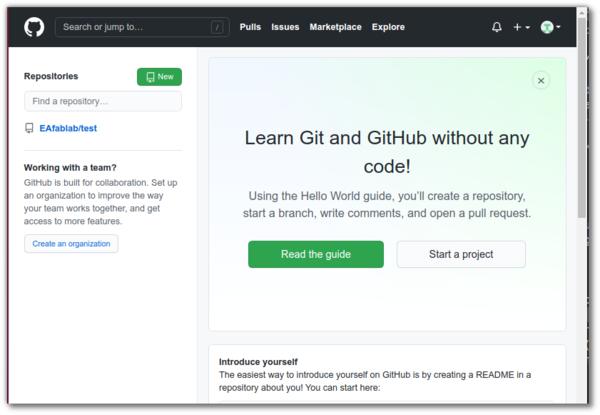 Search or jump to… /
Pulls Issues Marketplace Explore
Repositories
New
Find a repository…
EAfablab/test
Working with a team?
GitHub is built for collaboration. Set up
an organization to improve the way
your team works together, and get
access to more features.
Create an organization
Learn Git and GitHub without any
code!
Using the Hello World guide, you’ll create a repository,
start a branch, write comments, and open a pull request.
Read the guide
Start a project
Introduce yourself
The easiest way to introduce yourself on GitHub is by creating a README in a
repository about you! You can start here: